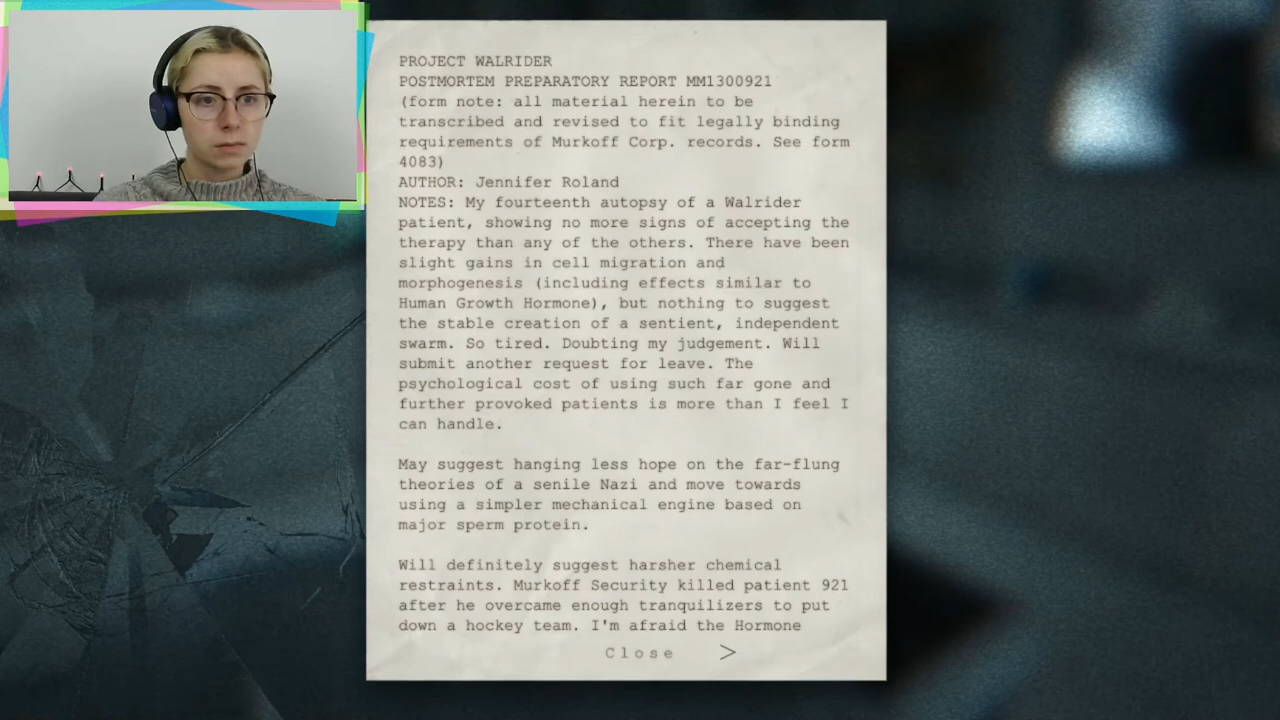 PROJECT WALRIDER
POSTMORTEM PREPARATORY REPORT MM1300921
(form note: all material herein to be
transcribed and revised to fit legally binding
requirements of Murkoff Corp. records. See form
4083)
AUTHOR: Jennifer Roland
NOTES: My fourteenth autopsy of a Walrider
patient, showing no more signs of accepting the
therapy than any of the others. There have been
slight gains in cell migration and
morphogenesis (including effects similar to
Human Growth Hormone), but nothing to suggest
the stable creation of a sentient, independent
swarm. So tired. Doubting my judgement. Will
submit another request for leave. The
psychological cost of using such far gone and
further provoked patients is more than I feel I
can handle.
May suggest hanging less hope on the far-flung
theories of a senile Nazi and move towards
using a simpler mechanical engine based on
major sperm protein.
Will definitely suggest harsher chemical
restraints. Murkoff Security killed patient 921
after he overcame enough tranquilizers to put
down a hockey team. I'm afraid the Hormone
Close >